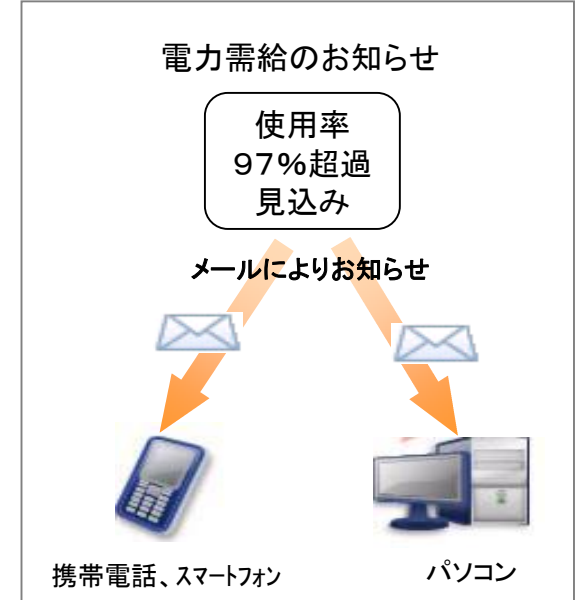 電力需給のお知らせ
使用率
97%超過
見込み
メールによりお知らせ
携帯電話、スマートフォン
パソコン